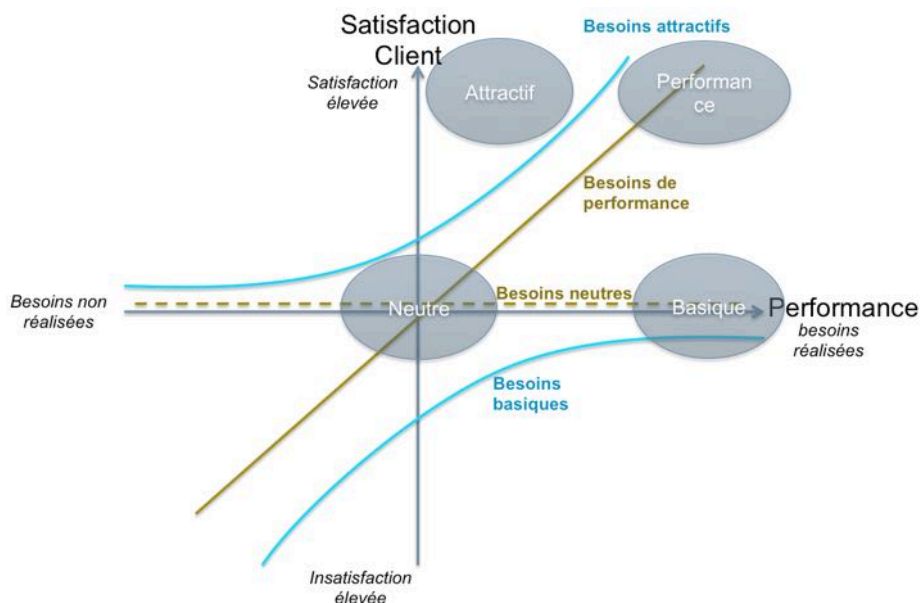 Satisfaction
Client
Besoins attractifs
Satisfaction
élevée
Attractif
Performan
ce
Besoins de
performance
Besoins non
réalisées
Neutre
Besoins neutres
Basique
Performance
besoins
réalisées
Besoins
basiques
Insatisfaction
élevée